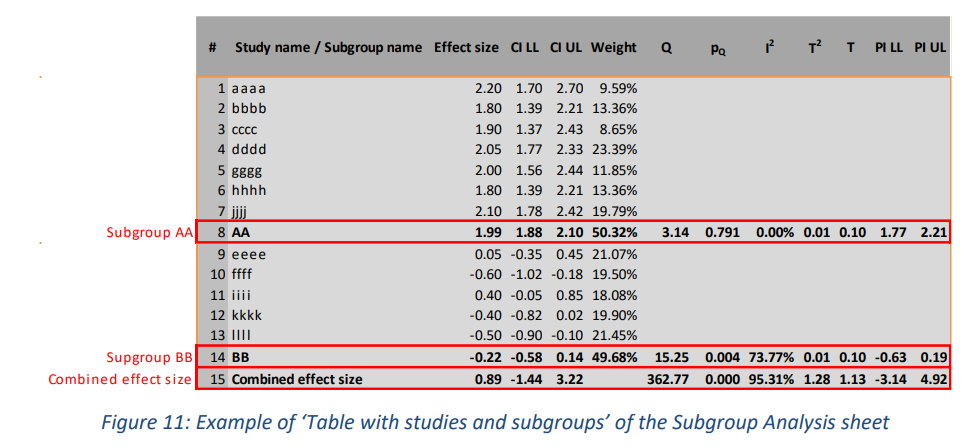 # Study name / Subgroup name Effect size CI LL CI UL Weight Q pQ I² T² T PI LL PI UL
1 aaaa 2.20 1.70 2.70 9.59%
2 bbbb 1.80 1.39 2.21 13.36%
3 cccc 1.90 1.37 2.43 8.65%
4 dddd 2.05 1.77 2.33 23.39%
5 gggg 2.00 1.56 2.44 11.85%
6 hhhh 1.80 1.39 2.21 13.36%
7 jjjj 2.10 1.78 2.42 19.79%
Subgroup AA 8 AA 1.99 1.88 2.10 50.32% 3.14 0.791 0.00% 0.01 0.10 1.77 2.21
9 eeee 0.05 -0.35 0.45 21.07%
10 ffff -0.60 -1.02 -0.18 19.50%
11 iiii 0.40 -0.05 0.85 18.08%
12 kkkk -0.40 -0.82 0.02 19.90%
13 llll -0.50 -0.90 -0.10 21.45%
Supgroup BB 14 BB -0.22 -0.58 0.14 49.68% 15.25 0.004 73.77% 0.01 0.10 -0.63 0.19
Combined effect size 15 Combined effect size 0.89 -1.44 3.22 362.77 0.000 95.31% 1.28 1.13 -3.14 4.92
Figure 11: Example of ‘Table with studies and subgroups’ of the Subgroup Analysis sheet